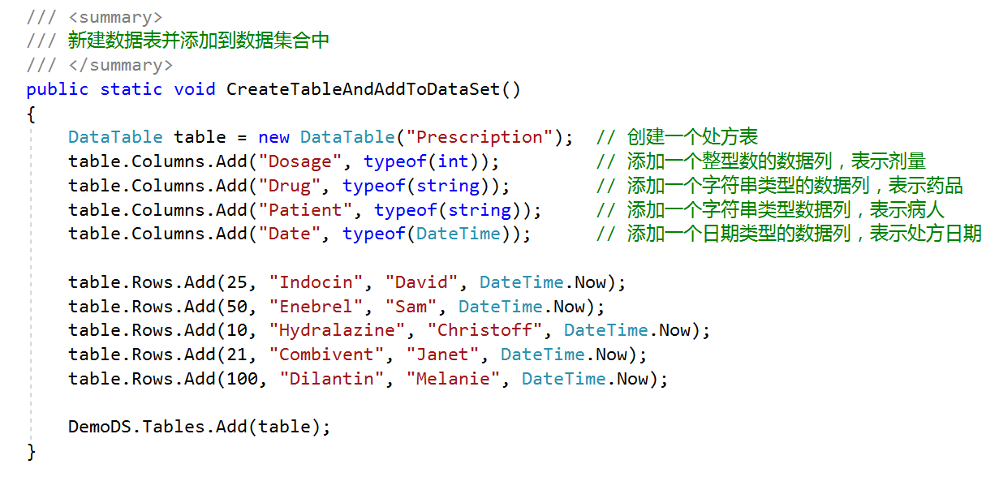 /// <summary>
/// 新建数据表并添加到数据集合中
/// </summary>
public static void CreateTableAndAddToDataSet()
{
    DataTable table = new DataTable("Prescription");  // 创建一个处方表
    table.Columns.Add("Dosage", typeof(int));         // 添加一个整型数的数据列，表示剂量
    table.Columns.Add("Drug", typeof(string));        // 添加一个字符串类型的数据列，表示药品
    table.Columns.Add("Patient", typeof(string));     // 添加一个字符串类型数据列，表示病人
    table.Columns.Add("Date", typeof(DateTime));      // 添加一个日期类型的数据列，表示处方日期

    table.Rows.Add(25, "Indocin", "David", DateTime.Now);
    table.Rows.Add(50, "Enebrel", "Sam", DateTime.Now);
    table.Rows.Add(10, "Hydralazine", "Christoff", DateTime.Now);
    table.Rows.Add(21, "Combivent", "Janet", DateTime.Now);
    table.Rows.Add(100, "Dilantin", "Melanie", DateTime.Now);

    DemoDS.Tables.Add(table);
}